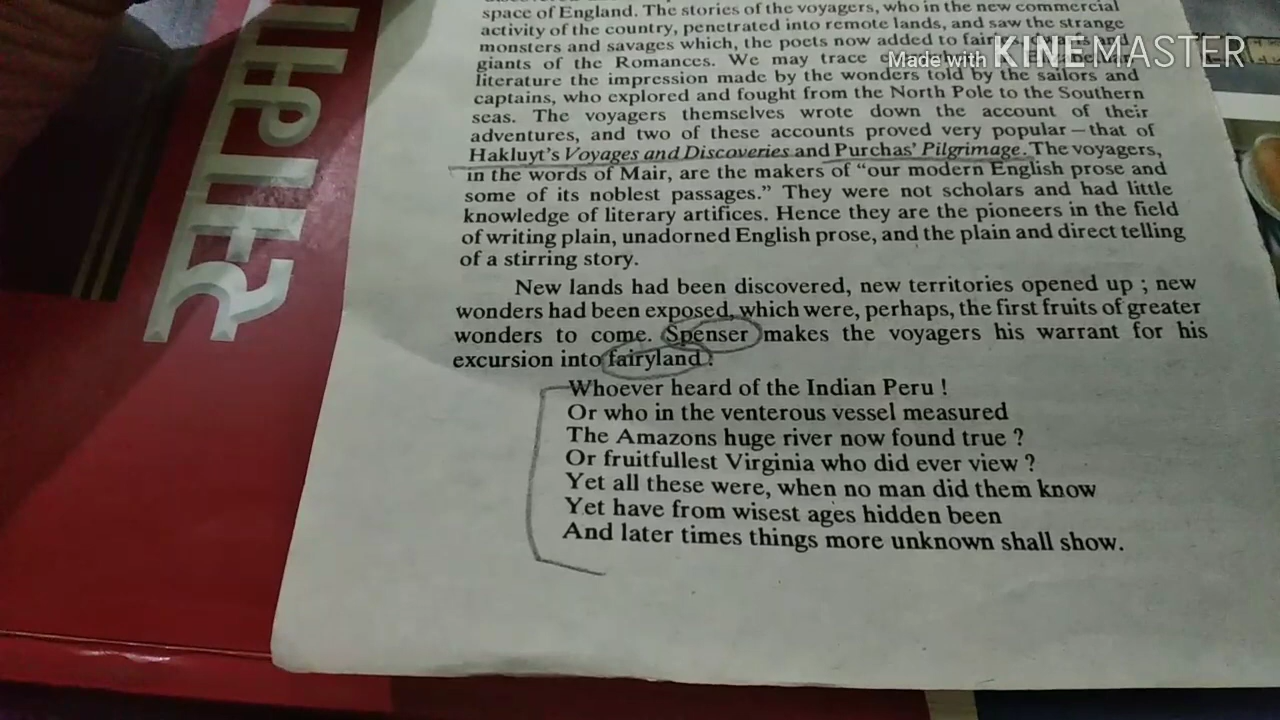 space of England. The stories of the voyagers, who in the new commercial
activity of the country, penetrated into remote lands, and saw the strange
monsters and savages which, the poets now added to
giants of the Romances. We may trace
literature the impression made by the wonders told by the sailors and
captains, who explored and fought from the North Pole to the Southern
seas. The voyagers themselves wrote down the account of their
adventures, and two of these accounts proved very popular – that of
Hakluyt's Voyages and Discoveries and Purchas' Pilgrimage. The voyagers,
in the words of Mair, are the makers of “our modern English prose and
some of its noblest passages.” They were not scholars and had little
knowledge of literary artifices. Hence they are the pioneers in the field
of writing plain, unadorned English prose, and the plain and direct telling
of a stirring story.
New lands had been discovered, new territories opened up ; new
wonders had been exposed, which were, perhaps, the first fruits of greater
wonders to come. Spenser makes the voyagers his warrant for his
excursion into fairyland :
Whoever heard of the Indian Peru !
Or who in the venterous vessel measured
The Amazons huge river now found true ?
Or fruitfullest Virginia who did ever view ?
Yet all these were, when no man did them know
Yet have from wisest ages hidden been
And later times things more unknown shall show.
Made with KINEMASTER